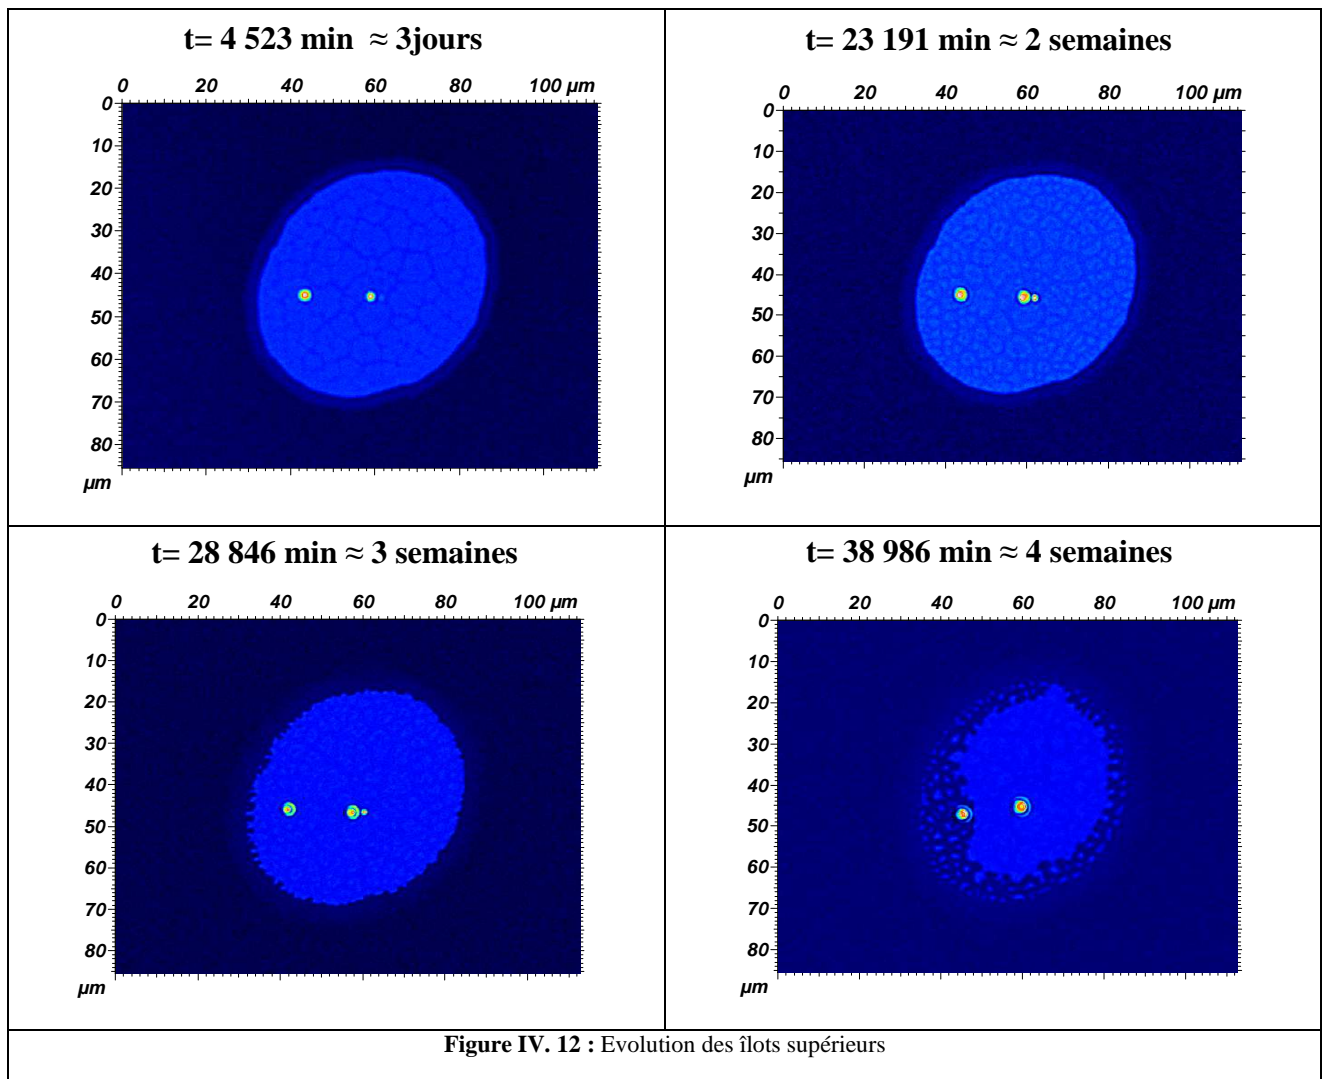 t= 4 523 min ≈ 3jours
0 20 40 60 80 100 µm
0
10
20
30
40
50
60
70
80
µm
t= 23 191 min ≈ 2 semaines
0 20 40 60 80 100 µm
0
10
20
30
40
50
60
70
80
µm
t= 28 846 min ≈ 3 semaines
0 20 40 60 80 100 µm
0
10
20
30
40
50
60
70
80
µm
t= 38 986 min ≈ 4 semaines
0 20 40 60 80 100 µm
0
10
20
30
40
50
60
70
80
µm
Figure IV. 12 : Evolution des îlots supérieurs